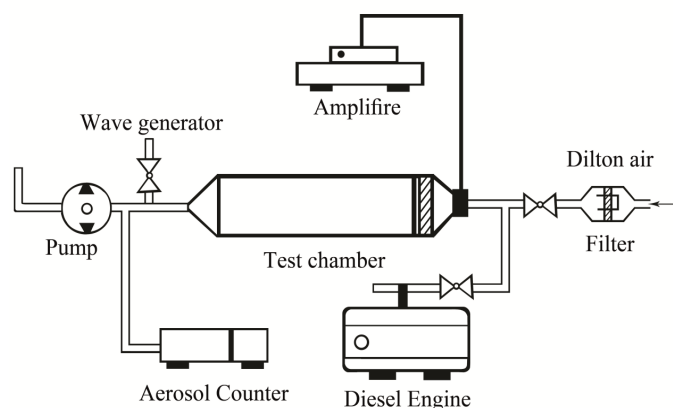 Amplifire
Wave generator
Dilton air
Pump
Test chamber
Filter
Aerosol Counter
Diesel Engine